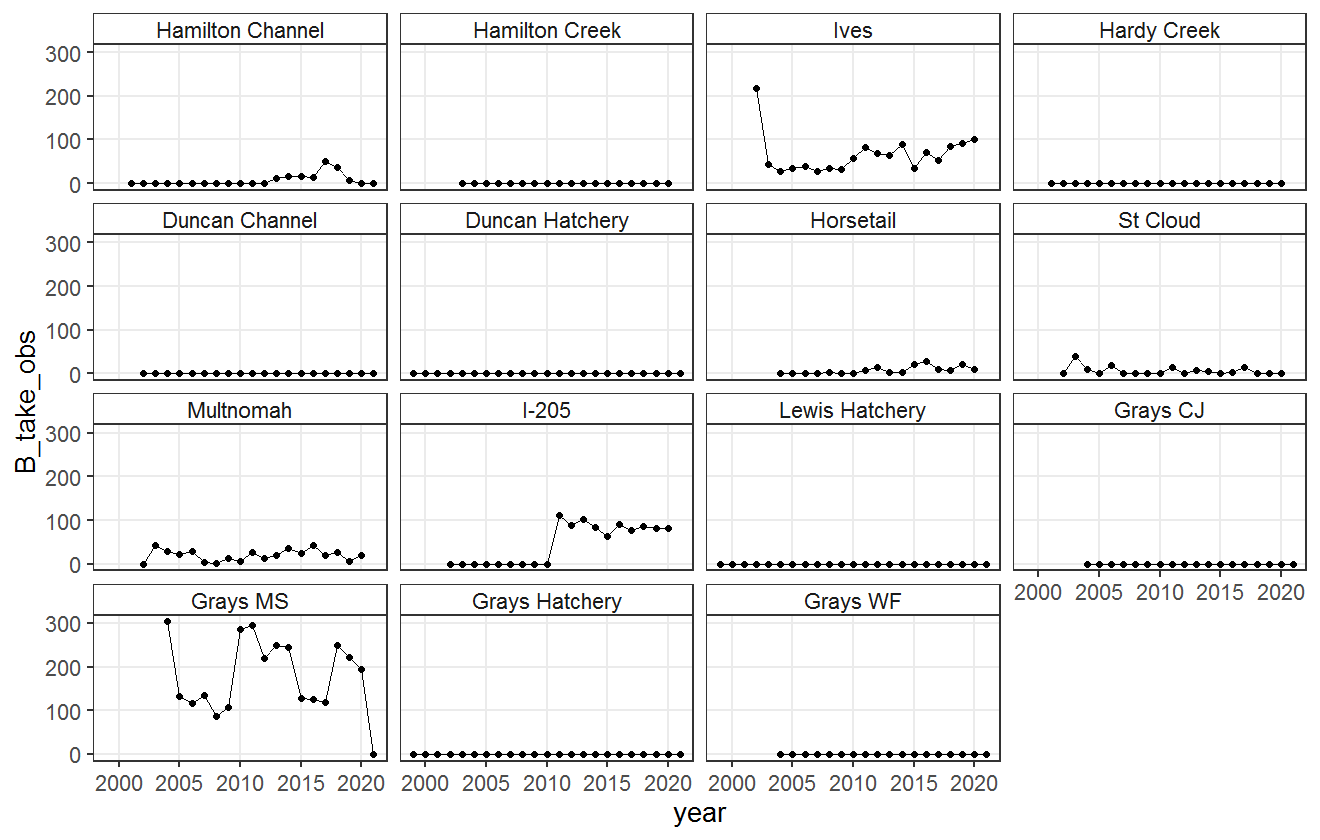 Hamilton Channel Hamilton Creek Ives Hardy Creek
300
200
100
0
Duncan Channel Duncan Hatchery Horsetail St Cloud
300
200
100
0
Multnomah I-205 Lewis Hatchery Grays CJ
300
200
100
0
2000 2005 2010 2015 2020
Grays MS Grays Hatchery Grays WF
300
200
100
0
2000 2005 2010 2015 2020 2000 2005 2010 2015 2020 2000 2005 2010 2015 2020
year
B_take_obs